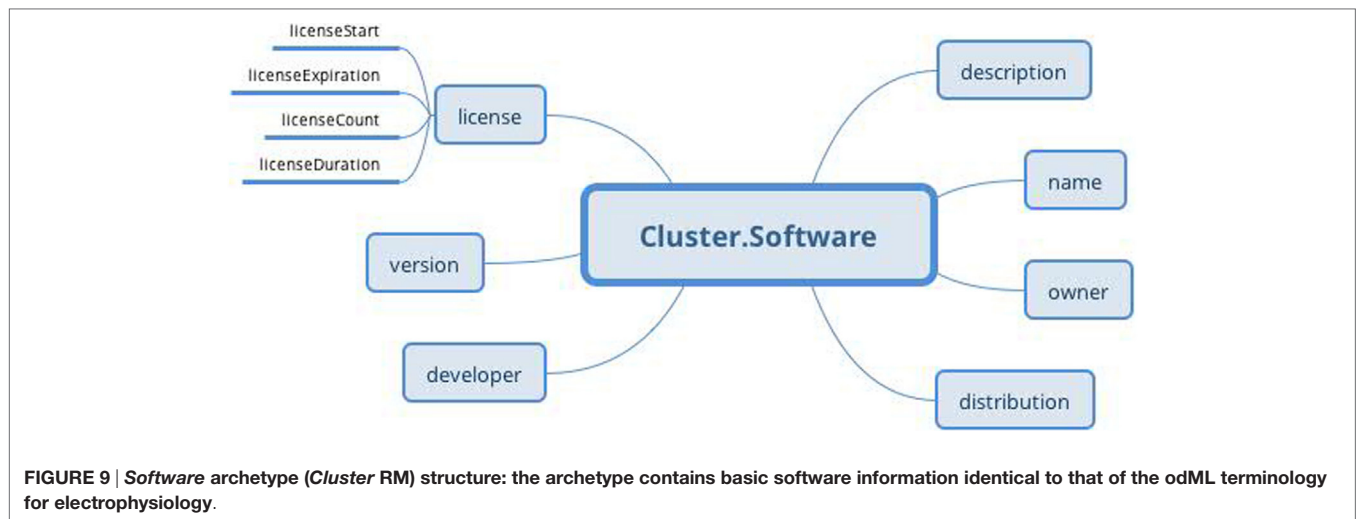 licenseStart
licenseExpiration
licenseCount
licenseDuration
license
version
developer
Cluster.Software
description
name
owner
distribution
FIGURE 9 | Software archetype (Cluster RM) structure: the archetype contains basic software information identical to that of the odML terminology
for electrophysiology.